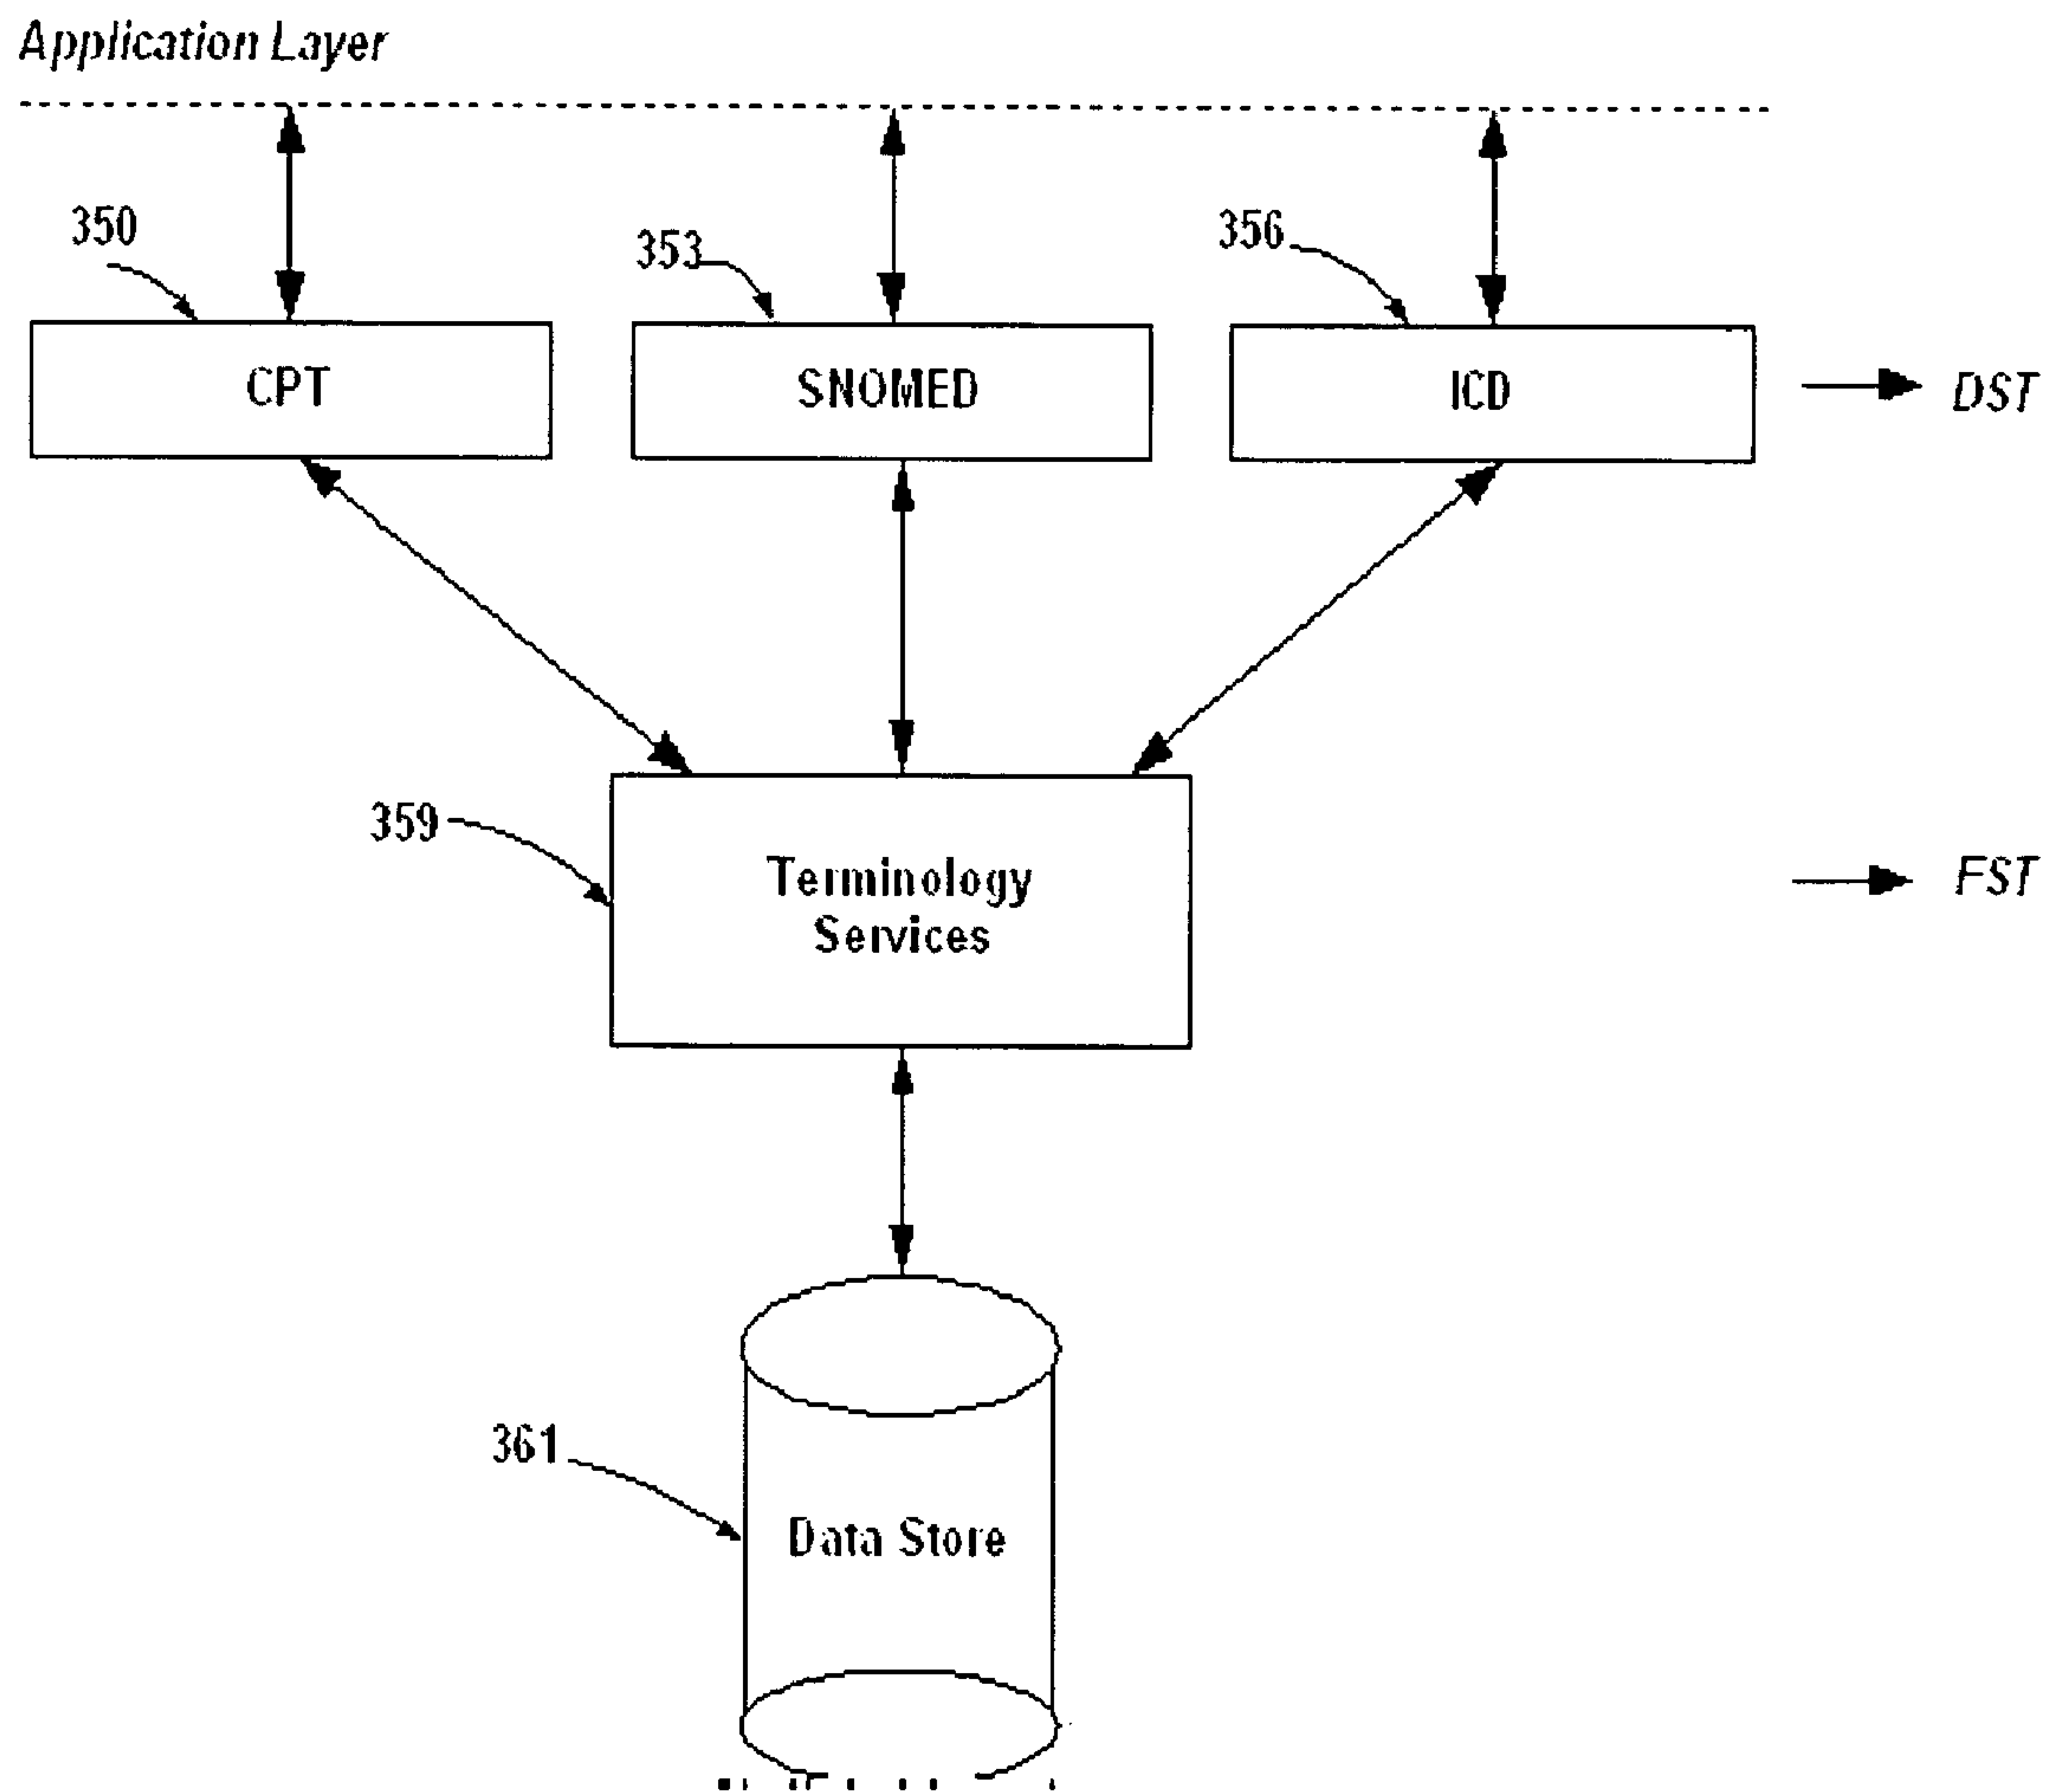 Application Layer
350
353
356
CPT
SNOMED
ICD
DST
359
Terminology
Services
FST
361
Data Store